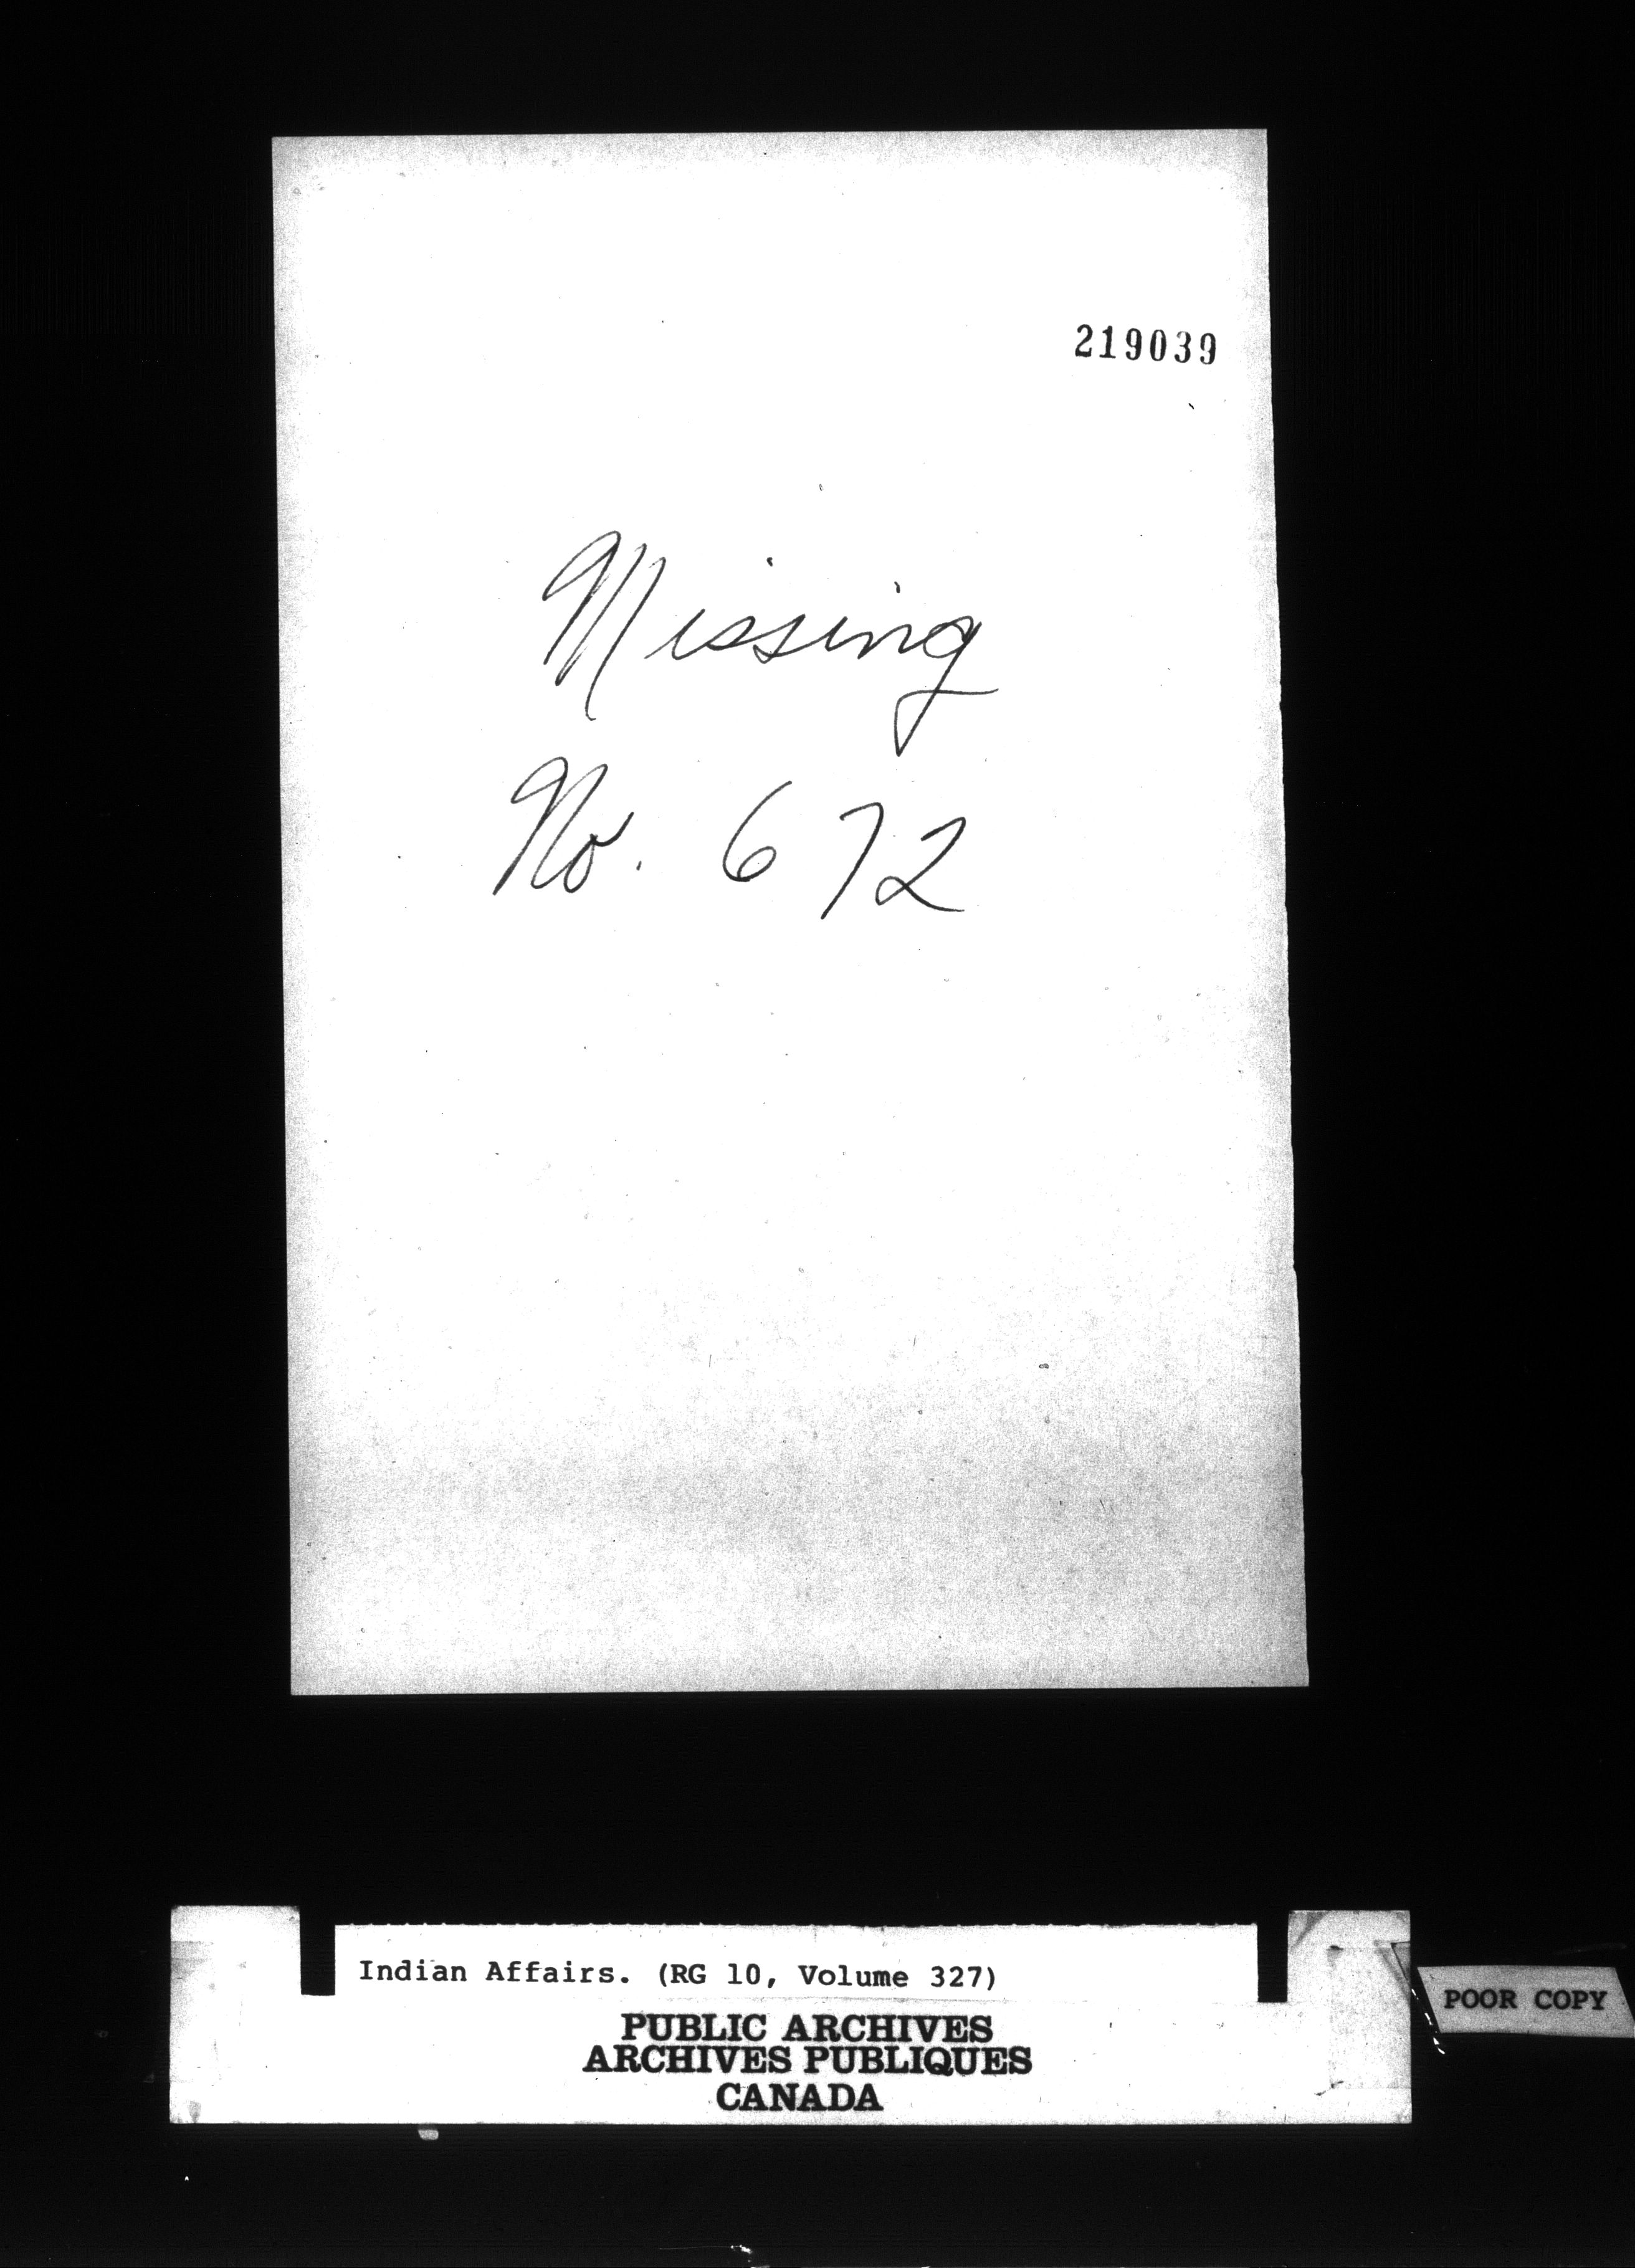 219039
Missing
No. 672
Indian Affairs. (RG 10, Volume 327)
PUBLIC ARCHIVES
ARCHIVES PUBLIQUES
CANADA
POOR COPY